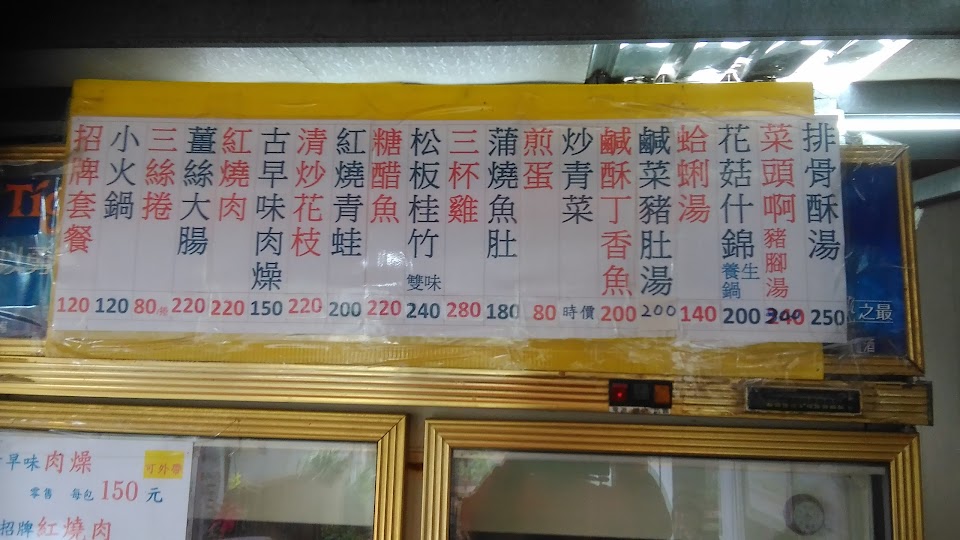 招牌套餐 120
小火鍋 120
三絲捲 80
薑絲大腸 220
紅燒肉 220
古早味肉燥 150
清炒花枝 220
紅燒青蛙 200
糖醋魚 220
松板桂竹 雙味 240
三杯雞 280
蒲燒魚肚 180
煎蛋 80
炒青菜 時價
鹹酥丁香魚 200
鹹菜豬肚湯 200
蛤蜊湯 140
花菇什錦養生鍋 200
菜頭啊豬腳湯 300
排骨酥湯 250
之最
酒
早味肉燥 可外帶
零售 每包 150 元
招牌紅燒肉